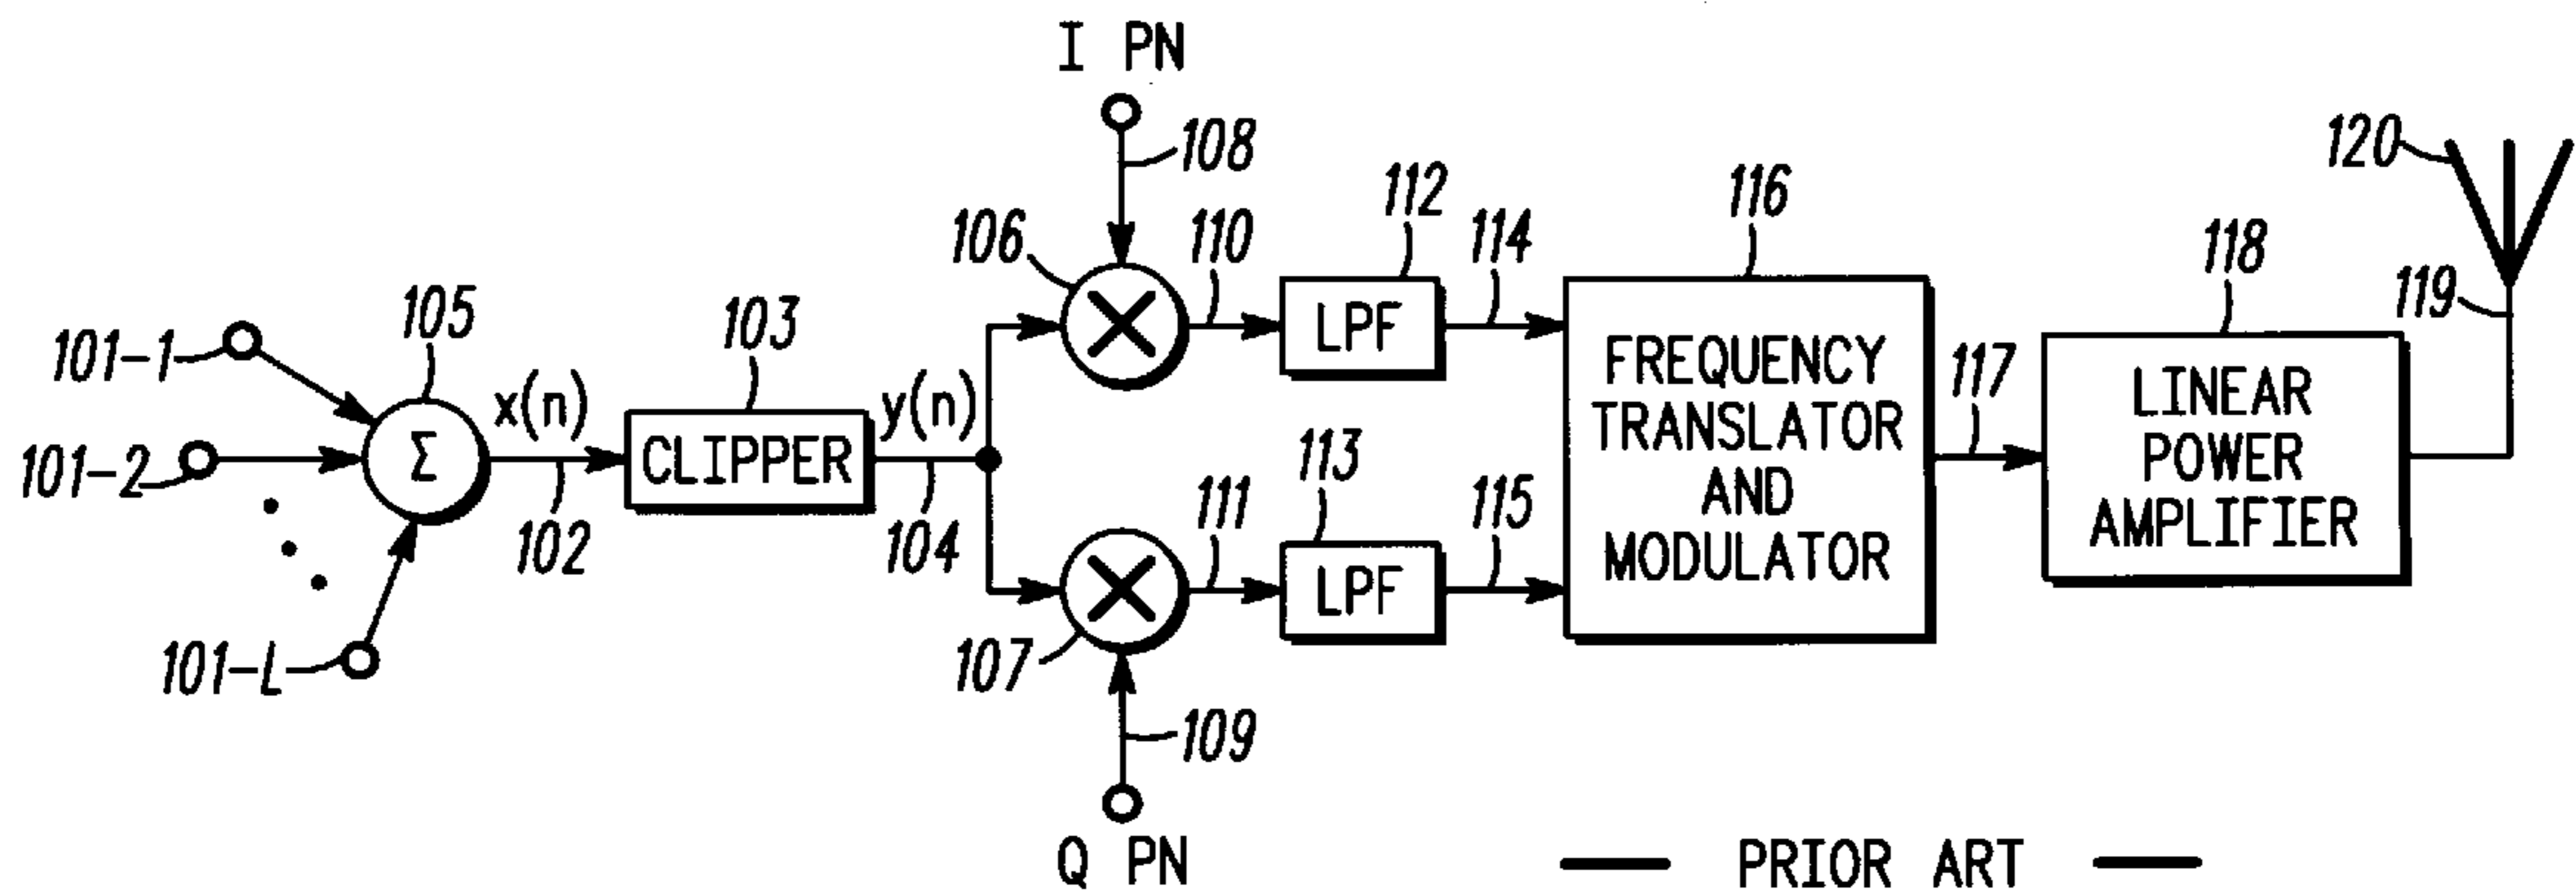 I PN
108
120
106
110
112
114
116
118
119
101-1
105
x(n)
103
y(n)
LPF
FREQUENCY
TRANSLATOR
AND
MODULATOR
117
LINEAR
POWER
AMPLIFIER
101-2
Σ
CLIPPER
102
104
111
113
115
LPF
101-L
107
109
Q PN
PRIOR ART